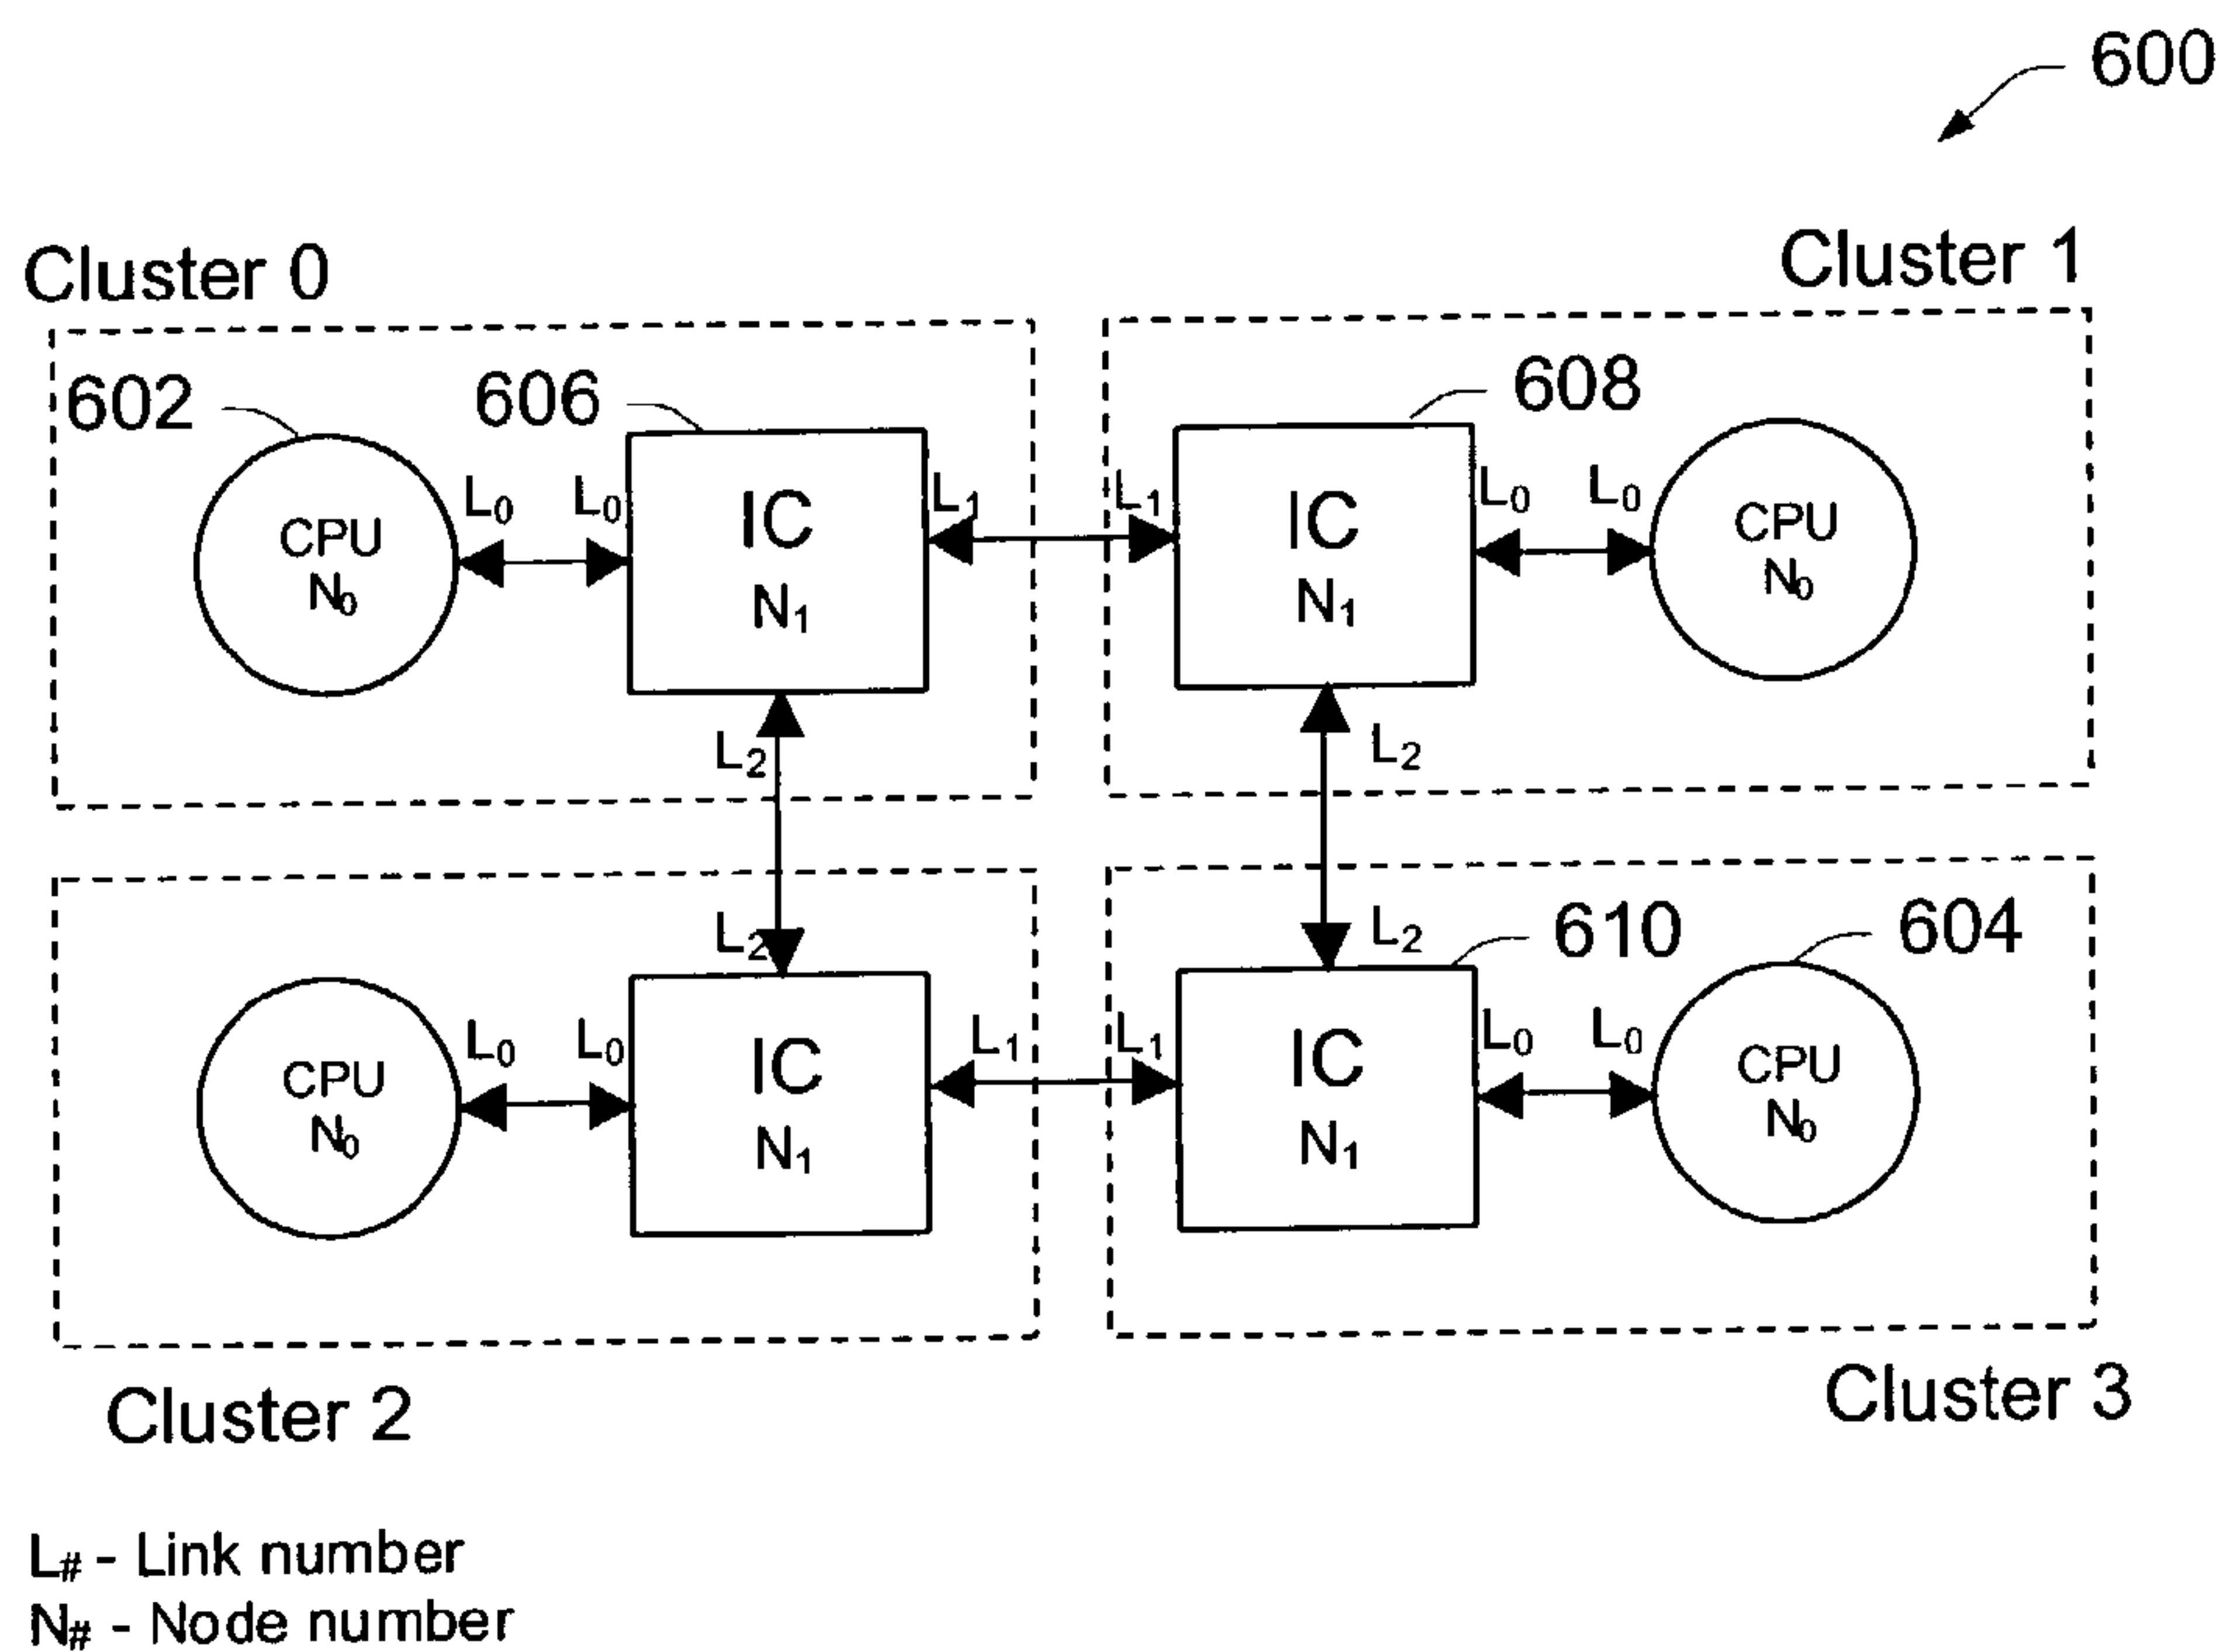 600
Cluster 0
Cluster 1
602
606
608
L0 L0
L1 L1
L0 L0
CPU
N0
IC
N1
IC
N1
CPU
N0
L2
L2
L2
L2
610
604
L0 L0
L1 L1
L0 L0
CPU
N0
IC
N1
IC
N1
CPU
N0
Cluster 2
Cluster 3
L# - Link number
N# - Node number